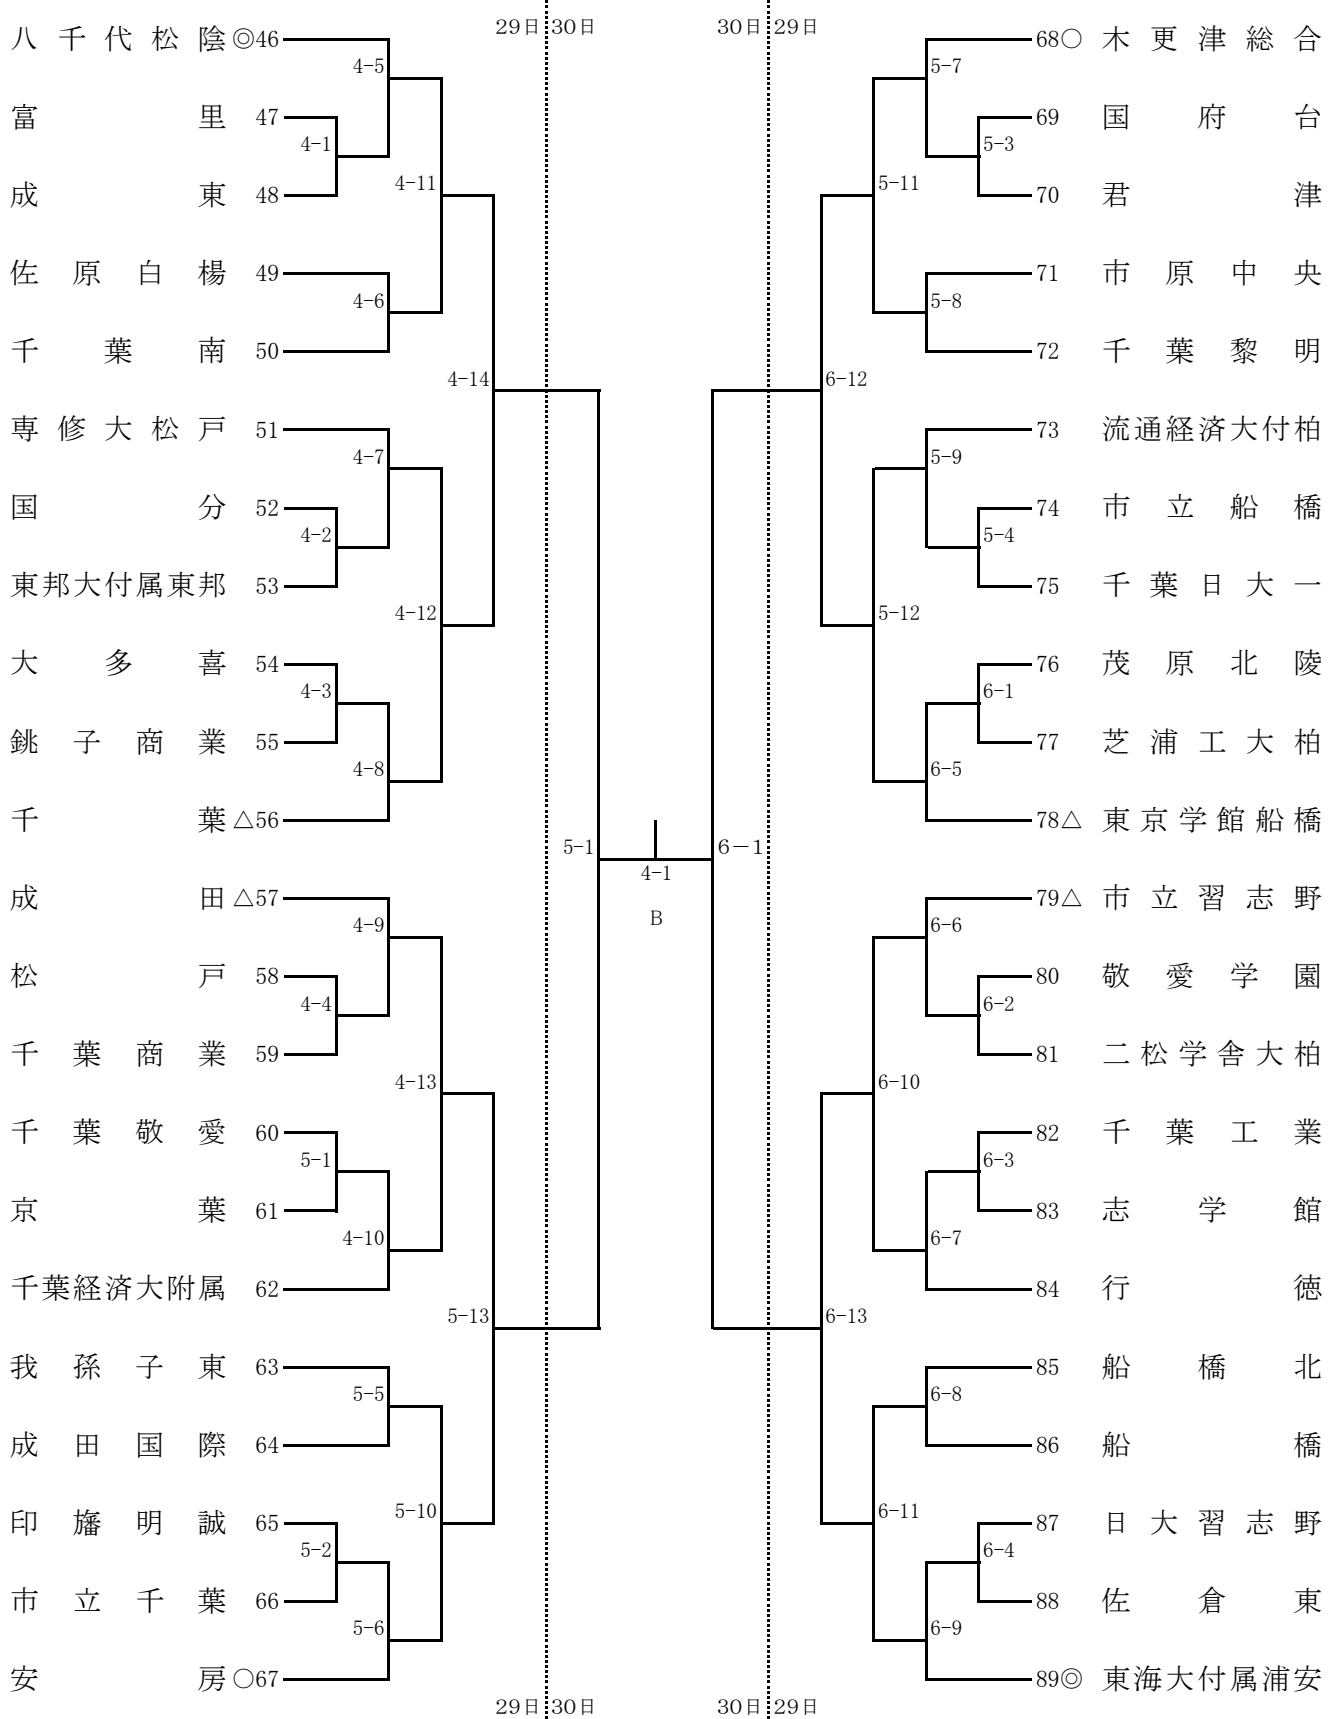 29日 30日 30日 29日
八千代松陰 ◎46 68○ 木更津総合
4-5 5-7
富里 47 69 国府台
4-1 5-3
成東 48 70 君津
4-11 5-11
佐原白楊 49 71 市原中央
4-6 5-8
千葉南 50 72 千葉黎明
4-14 6-12
専修大松戸 51 73 流通経済大付柏
4-7 5-9
国分 52 74 市立船橋
4-2 5-4
東邦大付属東邦 53 75 千葉日大一
4-12 5-12
大多喜 54 76 茂原北陵
4-3 6-1
銚子商業 55 77 芝浦工大柏
4-8 6-5
千葉 △56 78△ 東京学館船橋
5-1 6-1
4-1
成田 △57 79△ 市立習志野
B
4-9 6-6
松戸 58 80 敬愛学園
4-4 6-2
千葉商業 59 81 二松学舎大柏
4-13 6-10
千葉敬愛 60 82 千葉工業
5-1 6-3
京葉 61 83 志学館
4-10 6-7
千葉経済大附属 62 84 行徳
5-13 6-13
我孫子東 63 85 船橋北
5-5 6-8
成田国際 64 86 船橋
5-10 6-11
印旛明誠 65 87 日大習志野
5-2 6-4
市立千葉 66 88 佐倉東
5-6 6-9
安房 ○67 89◎ 東海大付属浦安
29日 30日 30日 29日